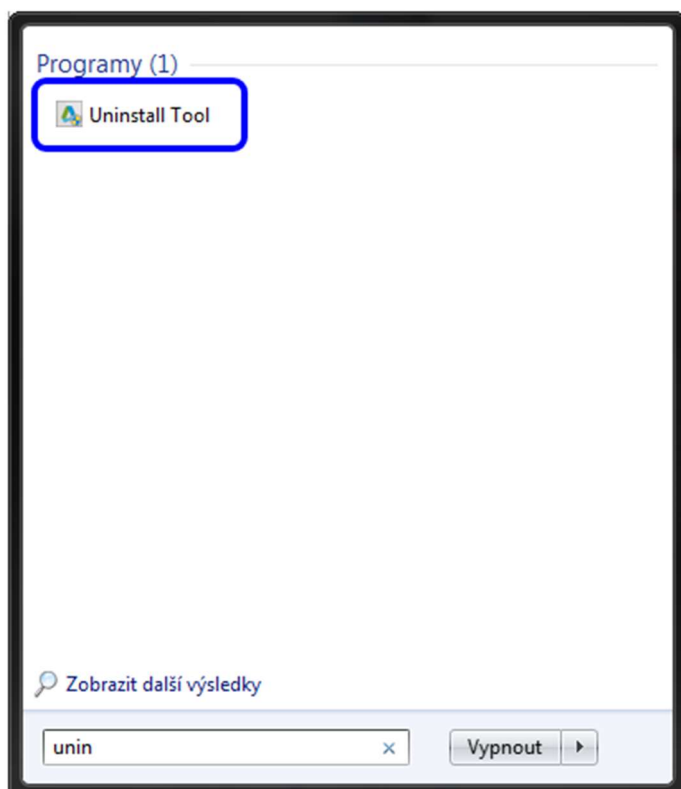 Programy (1)
Uninstall Tool
Zobrazit další výsledky
unin
Vypnout